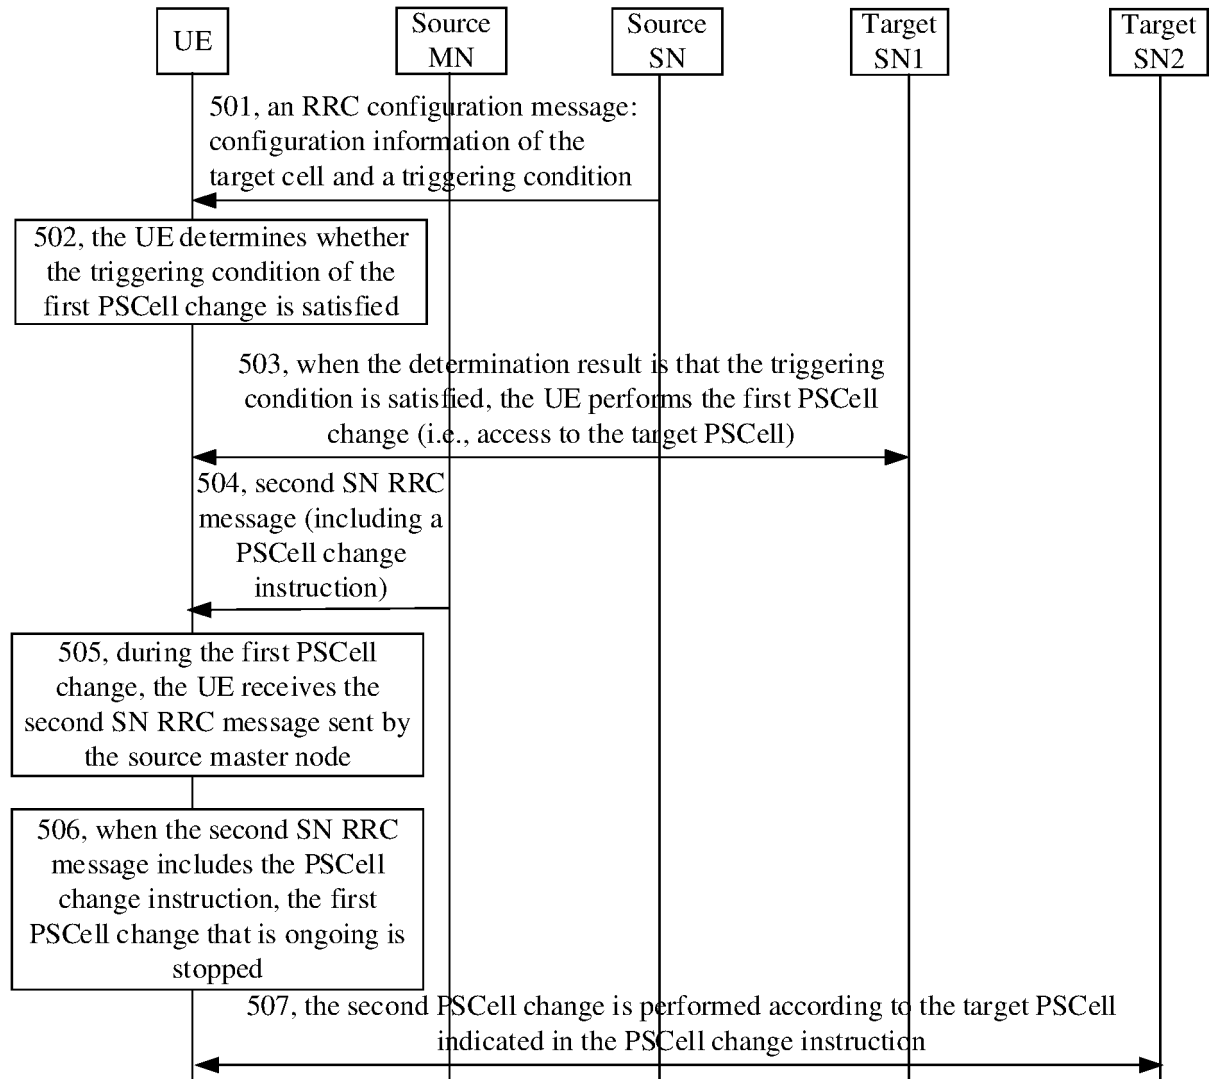 UE
Source
MN
Source
SN
Target
SN1
Target
SN2
501, an RRC configuration message:
configuration information of the
target cell and a triggering condition
502, the UE determines whether
the triggering condition of the
first PSCell change is satisfied
503, when the determination result is that the triggering
condition is satisfied, the UE performs the first PSCell
change (i.e., access to the target PSCell)
504, second SN RRC
message (including a
PSCell change
instruction)
505, during the first PSCell
change, the UE receives the
second SN RRC message sent by
the source master node
506, when the second SN RRC
message includes the PSCell
change instruction, the first
PSCell change that is ongoing is
stopped
507, the second PSCell change is performed according to the target PSCell
indicated in the PSCell change instruction